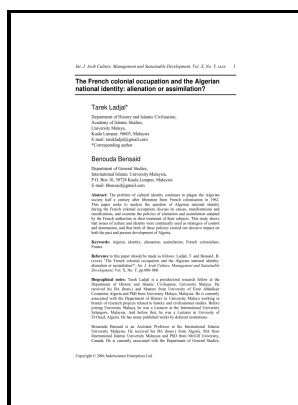 Int. J. Arab Culture, Management and Sustainable Development, Vol. X, No. Y, xxxx 1
The French colonial occupation and the Algerian
national identity: alienation or assimilation?
Tarek Ladjal*
Department of History and Islamic Civilisation,
Academy of Islamic Studies,
University Malaya,
Kuala Lumpur, 50603, Malaysia
E-mail: tarekladjal@gmail.com
*Corresponding author
Benouda Bensaid
Department of General Studies,
International Islamic University Malaysia,
P.O. Box 10, 50728 Kuala Lumpur, Malaysia
E-mail: bbensaid@gmail.com
Abstract: The problem of cultural identity continues to plague the Algerian
society half a century after liberation from French colonialism in 1962.
This paper seeks to analyse the question of Algerian national identity
during the French colonial occupation, discuss its causes, manifestations and
ramifications, and examine the policies of alienation and assimilation adopted
by the French authorities in their treatment of their subjects. This study shows
that issues of culture and identity were continually used as strategies of control
and domination, and that both of these policies carried out decisive impact on
both the past and present development of Algeria.
Keywords: Algeria; identity; alienation; assimilation; French colonialism;
France.
Reference to this paper should be made as follows: Ladjal, T. and Bensaid, B.
(xxxx) 'The French colonial occupation and the Algerian national identity:
alienation or assimilation?', Int. J. Arab Culture, Management and Sustainable
Development, Vol. X, No. Y, pp.000–000.
Biographical notes: Tarek Ladjal is a postdoctoral research fellow at the
Department of History and Islamic Civilisation, University Malaya. He
received his BA (hons.) and Masters from University of Emir Abdulkader
Constantine Algeria and PhD from University Malaya, Malaysia. He is currently
associated with the Department of History in University Malaya working in
branch of research projects related to history and civilisational studies. Before
joining University Malaya, he was a Lecturer at the International University
Selangor, Malaysia. And before that, he was a Lecturer in University of
El-Oued, Algeria. He has many published works by different institutions.
Benouda Bensaid is an Assistant Professor in the International Islamic
University Malaysia. He received his BA (hons.) from Algeria, MA from
International Islamic University Malaysia and PhD from McGill University,
Canada. He is currently associated with the Department of General Studies,
Copyright © 200x Inderscience Enterprises Ltd.